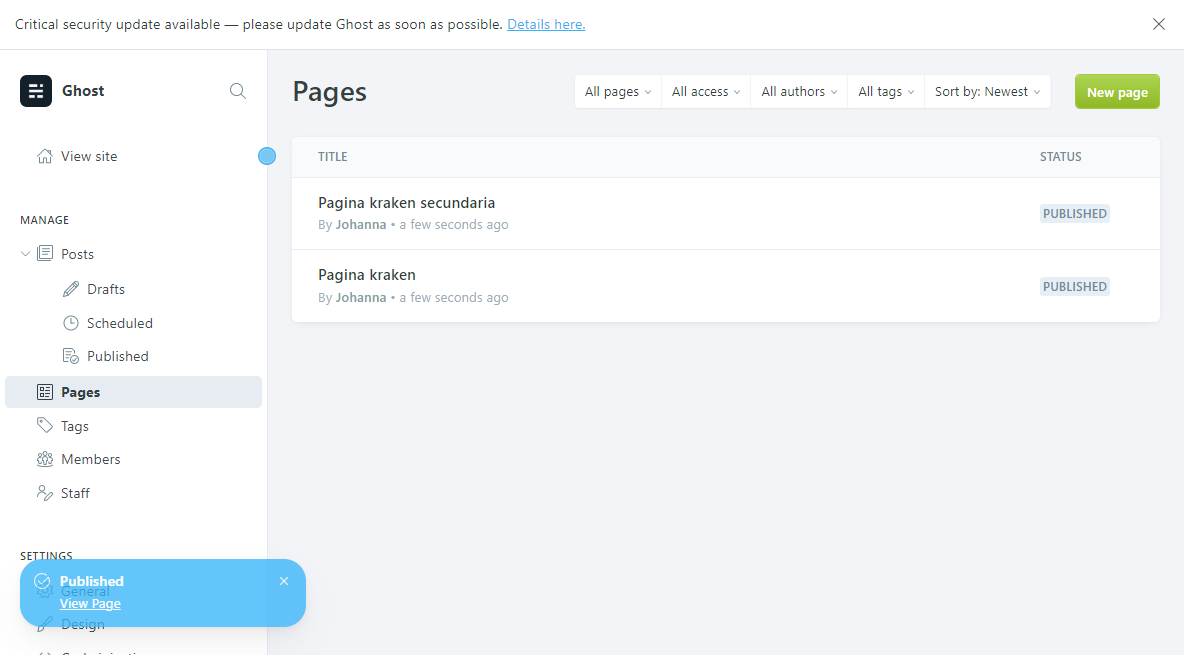 Critical security update available — please update Ghost as soon as possible. Details here.
Ghost
View site
MANAGE
Posts
Drafts
Scheduled
Published
Pages
Tags
Members
Staff
SETTINGS
General
Design
Published
View Page
Pages
All pages
All access
All authors
All tags
Sort by: Newest
New page
TITLE
STATUS
Pagina kraken secundaria
By Johanna • a few seconds ago
PUBLISHED
Pagina kraken
By Johanna • a few seconds ago
PUBLISHED